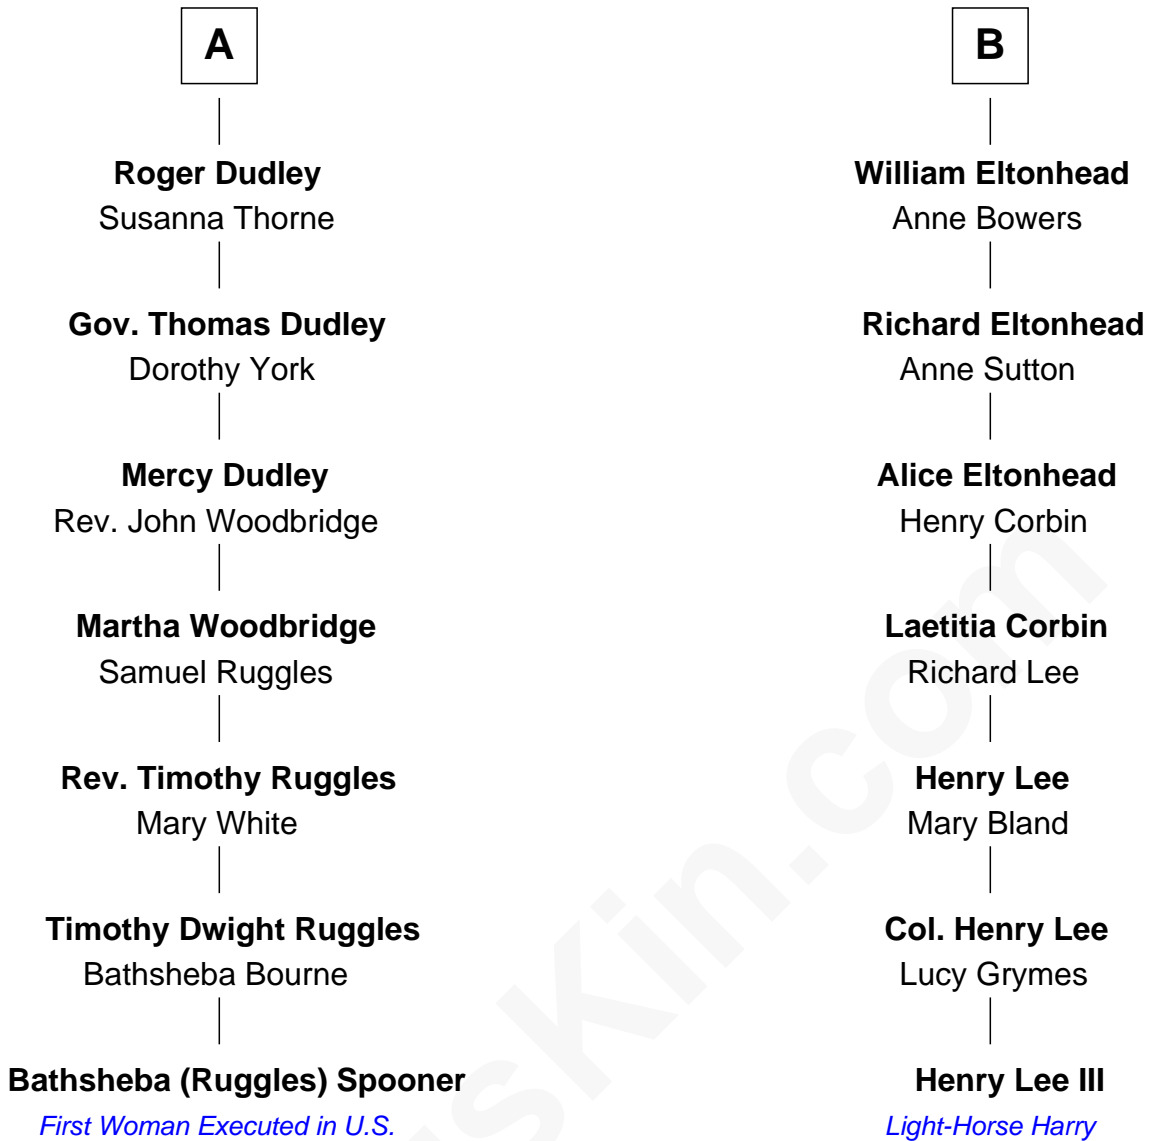 A
Roger Dudley
Susanna Thorne
Gov. Thomas Dudley
Dorothy York
Mercy Dudley
Rev. John Woodbridge
Martha Woodbridge
Samuel Ruggles
Rev. Timothy Ruggles
Mary White
Timothy Dwight Ruggles
Bathsheba Bourne
Bathsheba (Ruggles) Spooner
First Woman Executed in U.S.
B
William Eltonhead
Anne Bowers
Richard Eltonhead
Anne Sutton
Alice Eltonhead
Henry Corbin
Laetitia Corbin
Richard Lee
Henry Lee
Mary Bland
Col. Henry Lee
Lucy Grymes
Henry Lee III
Light-Horse Harry
usKin.com